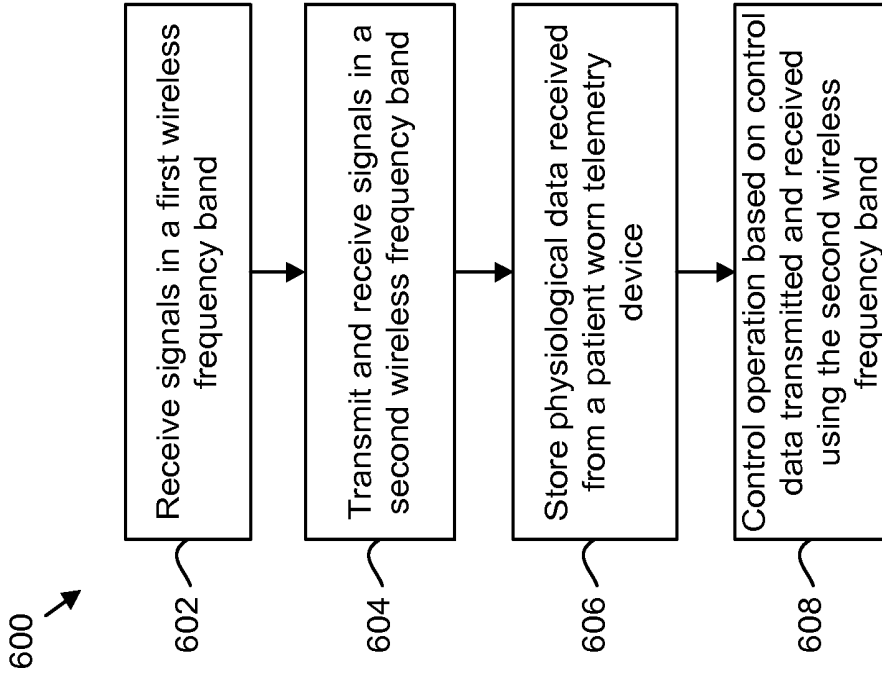 600
602
Receive signals in a first wireless
frequency band
604
Transmit and receive signals in a
second wireless frequency band
606
Store physiological data received
from a patient worn telemetry
device
608
Control operation based on control
data transmitted and received
using the second wireless
frequency band